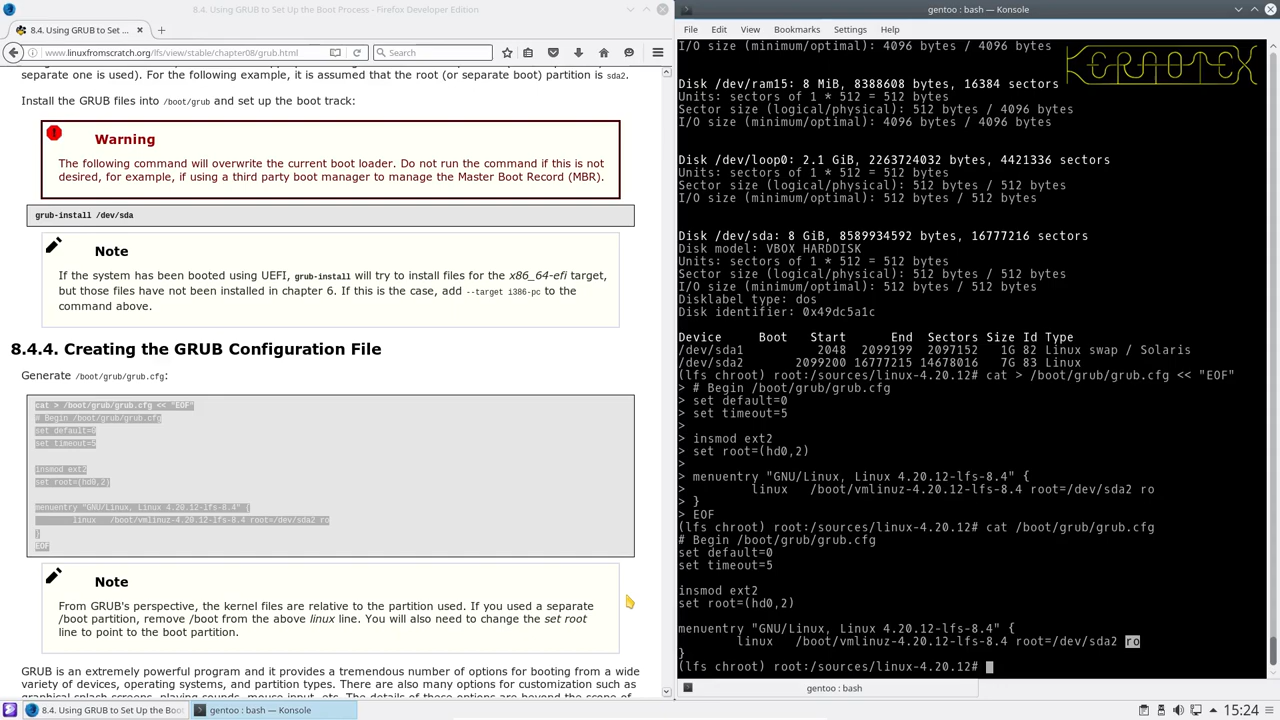 8.4. Using GRUB to Set Up the Boot Process - Firefox Developer Edition
8.4. Using GRUB to Set ...
www.linuxfromscratch.org/lfs/view/stable/chapter08/grub.html
Search
separate one is used). For the following example, it is assumed that the root (or separate boot) partition is sda2.
Install the GRUB files into /boot/grub and set up the boot track:
Warning
The following command will overwrite the current boot loader. Do not run the command if this is not
desired, for example, if using a third party boot manager to manage the Master Boot Record (MBR).
grub-install /dev/sda
Note
If the system has been booted using UEFI, grub-install will try to install files for the x86_64-efi target,
but those files have not been installed in chapter 6. If this is the case, add --target i386-pc to the
command above.
8.4.4. Creating the GRUB Configuration File
Generate /boot/grub/grub.cfg:
cat > /boot/grub/grub.cfg << "EOF"
# Begin /boot/grub/grub.cfg
set default=0
set timeout=5
insmod ext2
set root=(hd0,2)
menuentry "GNU/Linux, Linux 4.20.12-lfs-8.4" {
linux /boot/vmlinuz-4.20.12-lfs-8.4 root=/dev/sda2 ro
}
EOF
Note
From GRUB's perspective, the kernel files are relative to the partition used. If you used a separate
/boot partition, remove /boot from the above linux line. You will also need to change the set root
line to point to the boot partition.
GRUB is an extremely powerful program and it provides a tremendous number of options for booting from a wide
variety of devices, operating systems, and partition types. There are also many options for customization such as
graphical splash screens, playing sounds, mouse input, etc. The details of these options are beyond the scope of
gentoo : bash — Konsole
File Edit View Bookmarks Settings Help
I/O size (minimum/optimal): 4096 bytes / 4096 bytes
Disk /dev/ram15: 8 MiB, 8388608 bytes, 16384 sectors
Units: sectors of 1 * 512 = 512 bytes
Sector size (logical/physical): 512 bytes / 4096 bytes
I/O size (minimum/optimal): 4096 bytes / 4096 bytes
Disk /dev/loop0: 2.1 GiB, 2263724032 bytes, 4421336 sectors
Units: sectors of 1 * 512 = 512 bytes
Sector size (logical/physical): 512 bytes / 512 bytes
I/O size (minimum/optimal): 512 bytes / 512 bytes
Disk /dev/sda: 8 GiB, 8589934592 bytes, 16777216 sectors
Disk model: VBOX HARDDISK
Units: sectors of 1 * 512 = 512 bytes
Sector size (logical/physical): 512 bytes / 512 bytes
I/O size (minimum/optimal): 512 bytes / 512 bytes
Disklabel type: dos
Disk identifier: 0x49dc5a1c
Device Boot Start End Sectors Size Id Type
/dev/sda1 2048 2099199 2097152 1G 82 Linux swap / Solaris
/dev/sda2 2099200 16777215 14678016 7G 83 Linux
(lfs chroot) root:/sources/linux-4.20.12# cat > /boot/grub/grub.cfg << "EOF"
> # Begin /boot/grub/grub.cfg
> set default=0
> set timeout=5
>
> insmod ext2
> set root=(hd0,2)
>
> menuentry "GNU/Linux, Linux 4.20.12-lfs-8.4" {
> linux /boot/vmlinuz-4.20.12-lfs-8.4 root=/dev/sda2 ro
> }
> EOF
(lfs chroot) root:/sources/linux-4.20.12# cat /boot/grub/grub.cfg
# Begin /boot/grub/grub.cfg
set default=0
set timeout=5
insmod ext2
set root=(hd0,2)
menuentry "GNU/Linux, Linux 4.20.12-lfs-8.4" {
linux /boot/vmlinuz-4.20.12-lfs-8.4 root=/dev/sda2 ro
}
(lfs chroot) root:/sources/linux-4.20.12#
gentoo : bash
8.4. Using GRUB to Set Up the Boot
gentoo : bash — Konsole
15:24